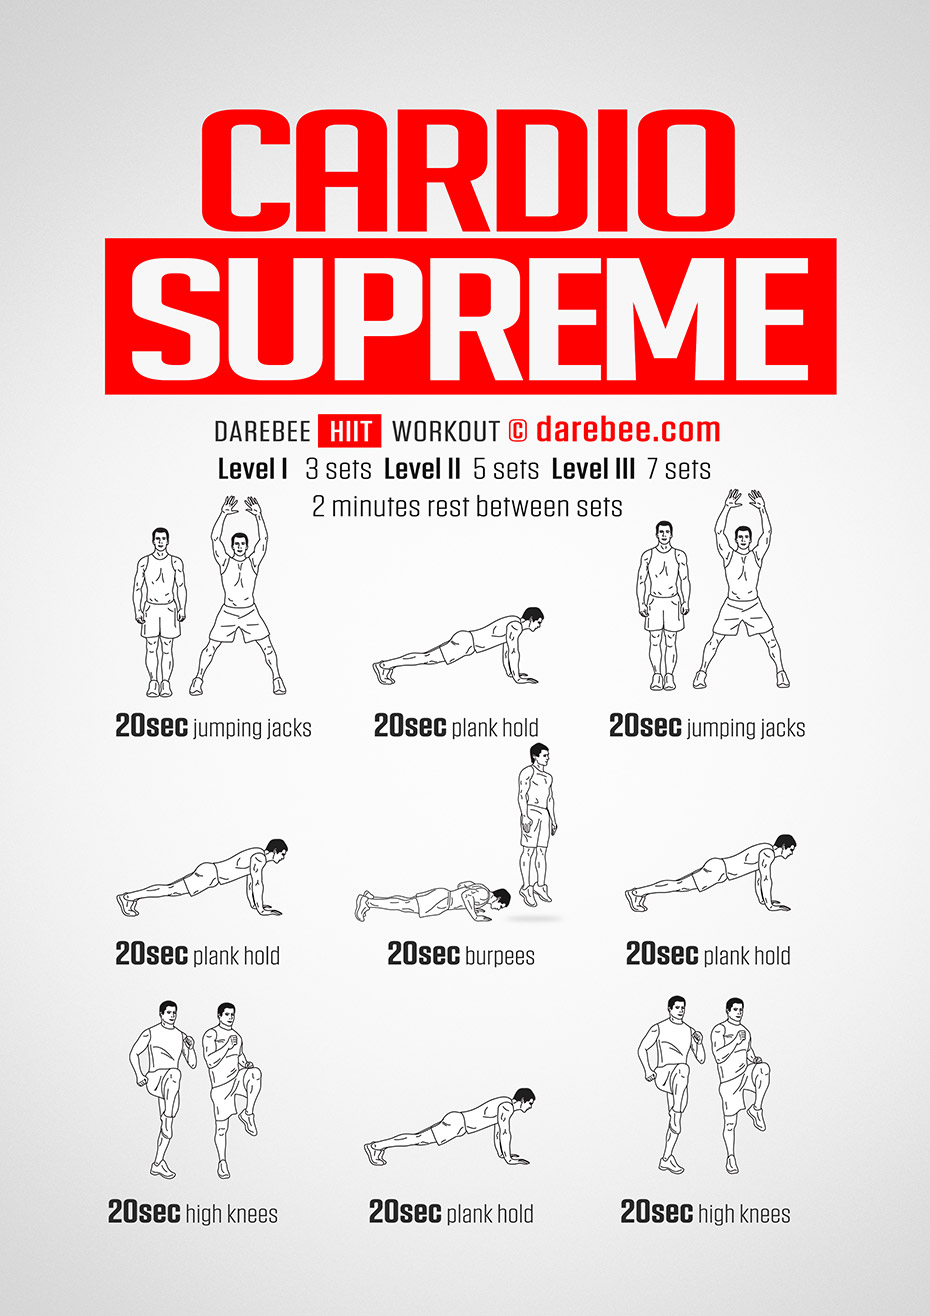 CARDIO
SUPREME
DAREBEE HIIT WORKOUT © darebee.com
Level I 3 sets Level II 5 sets Level III 7 sets
2 minutes rest between sets
20sec jumping jacks
20sec plank hold
20sec jumping jacks
20sec plank hold
20sec burpees
20sec plank hold
20sec high knees
20sec plank hold
20sec high knees